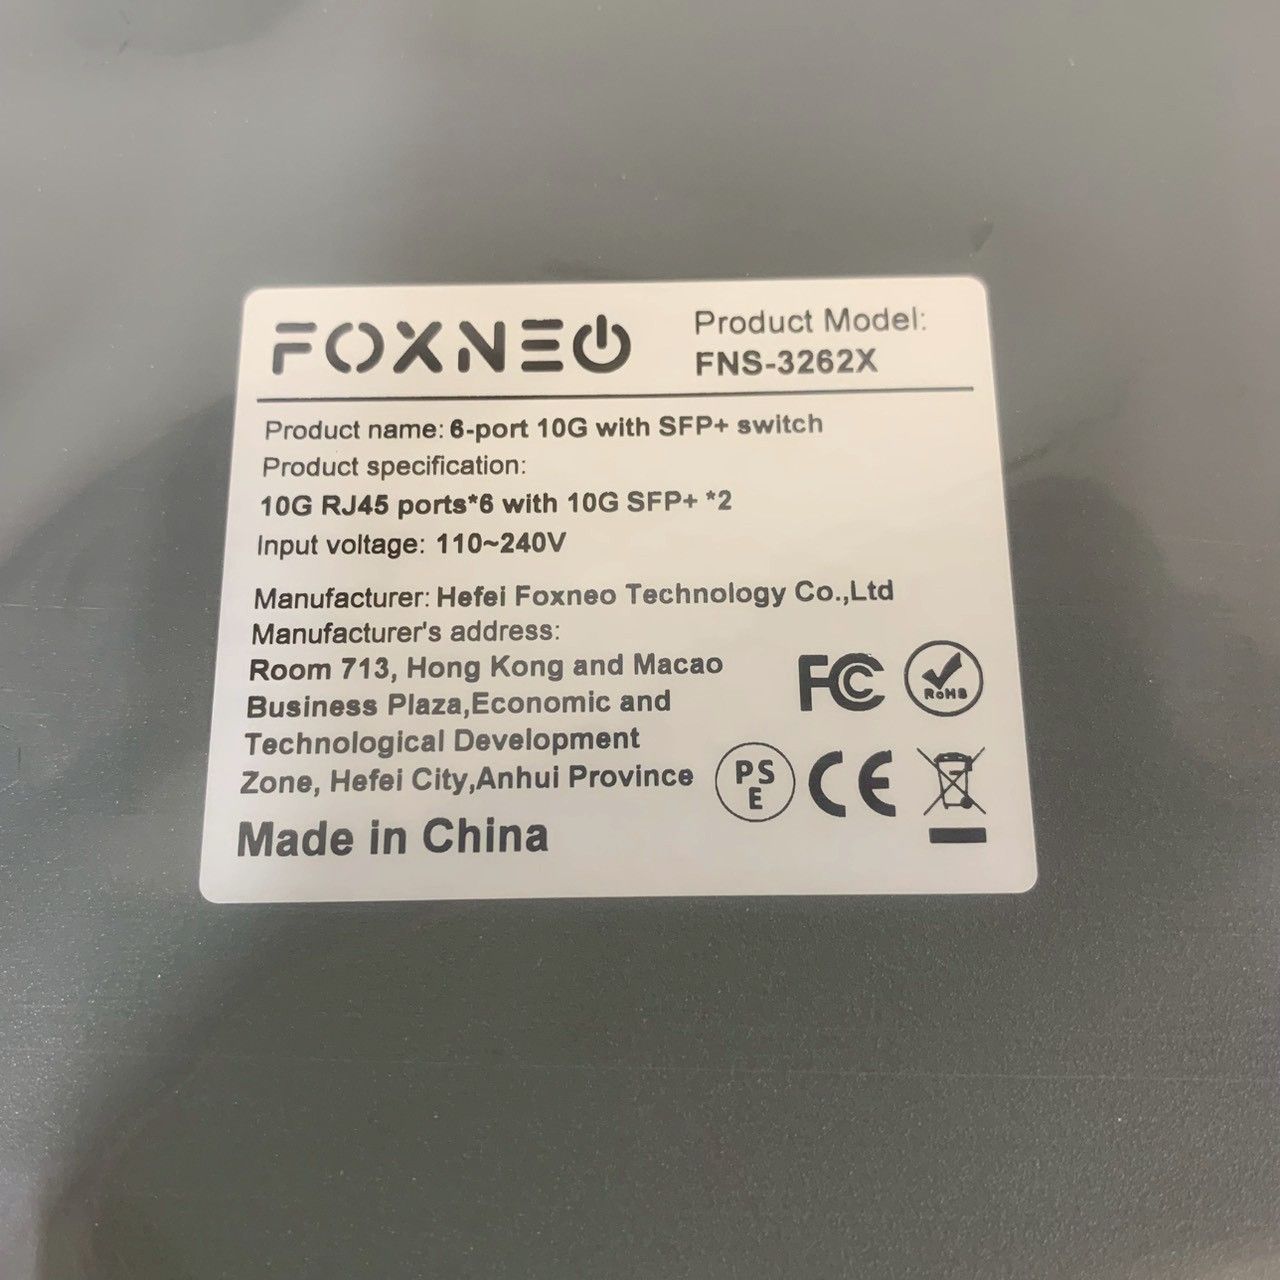 FOXNEO
Product Model:
FNS-3262X
Product name: 6-port 10G with SFP+ switch
Product specification:
10G RJ45 ports*6 with 10G SFP+ *2
Input voltage: 110~240V
Manufacturer: Hefei Foxneo Technology Co.,Ltd
Manufacturer's address:
Room 713, Hong Kong and Macao
Business Plaza,Economic and
Technological Development
Zone, Hefei City,Anhui Province
Made in China
FC
RoHS
PS
E
CE